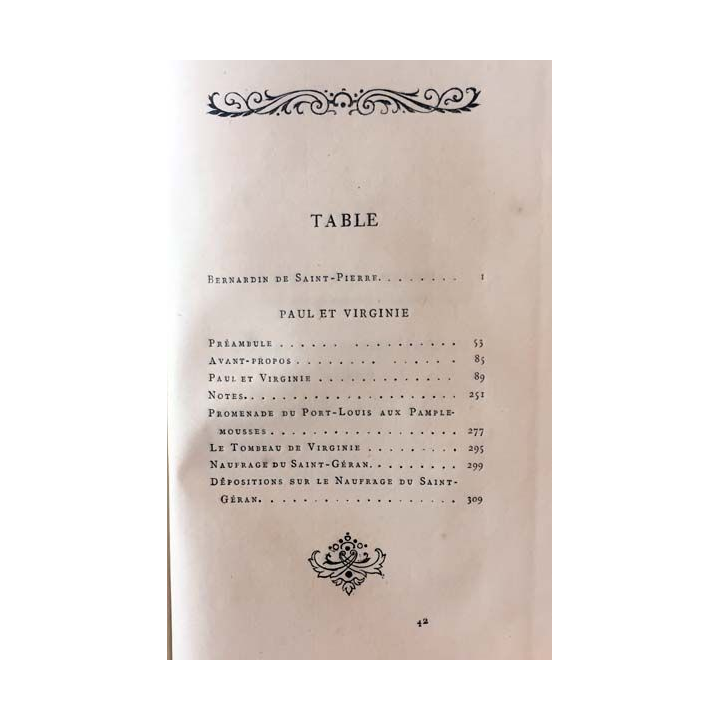 TABLE
BERNARDIN DE SAINT-PIERRE. . . . . . . . 1
PAUL ET VIRGINIE
PRÉAMBULE . . . . . . . . . . . . . . . . 53
AVANT-PROPOS . . . . . . . . . . . . . . 85
PAUL ET VIRGINIE . . . . . . . . . . . . . 89
NOTES. . . . . . . . . . . . . . . . . . . 251
PROMENADE DU PORT-LOUIS AUX PAMPLE-
MOUSSES . . . . . . . . . . . . . . . . . . 277
LE TOMBEAU DE VIRGINIE . . . . . . . . . 295
NAUFRAGE DU SAINT-GÉRAN. . . . . . . . . 299
DÉPOSITIONS SUR LE NAUFRAGE DU SAINT-
GÉRAN. . . . . . . . . . . . . . . . . . . 309
42